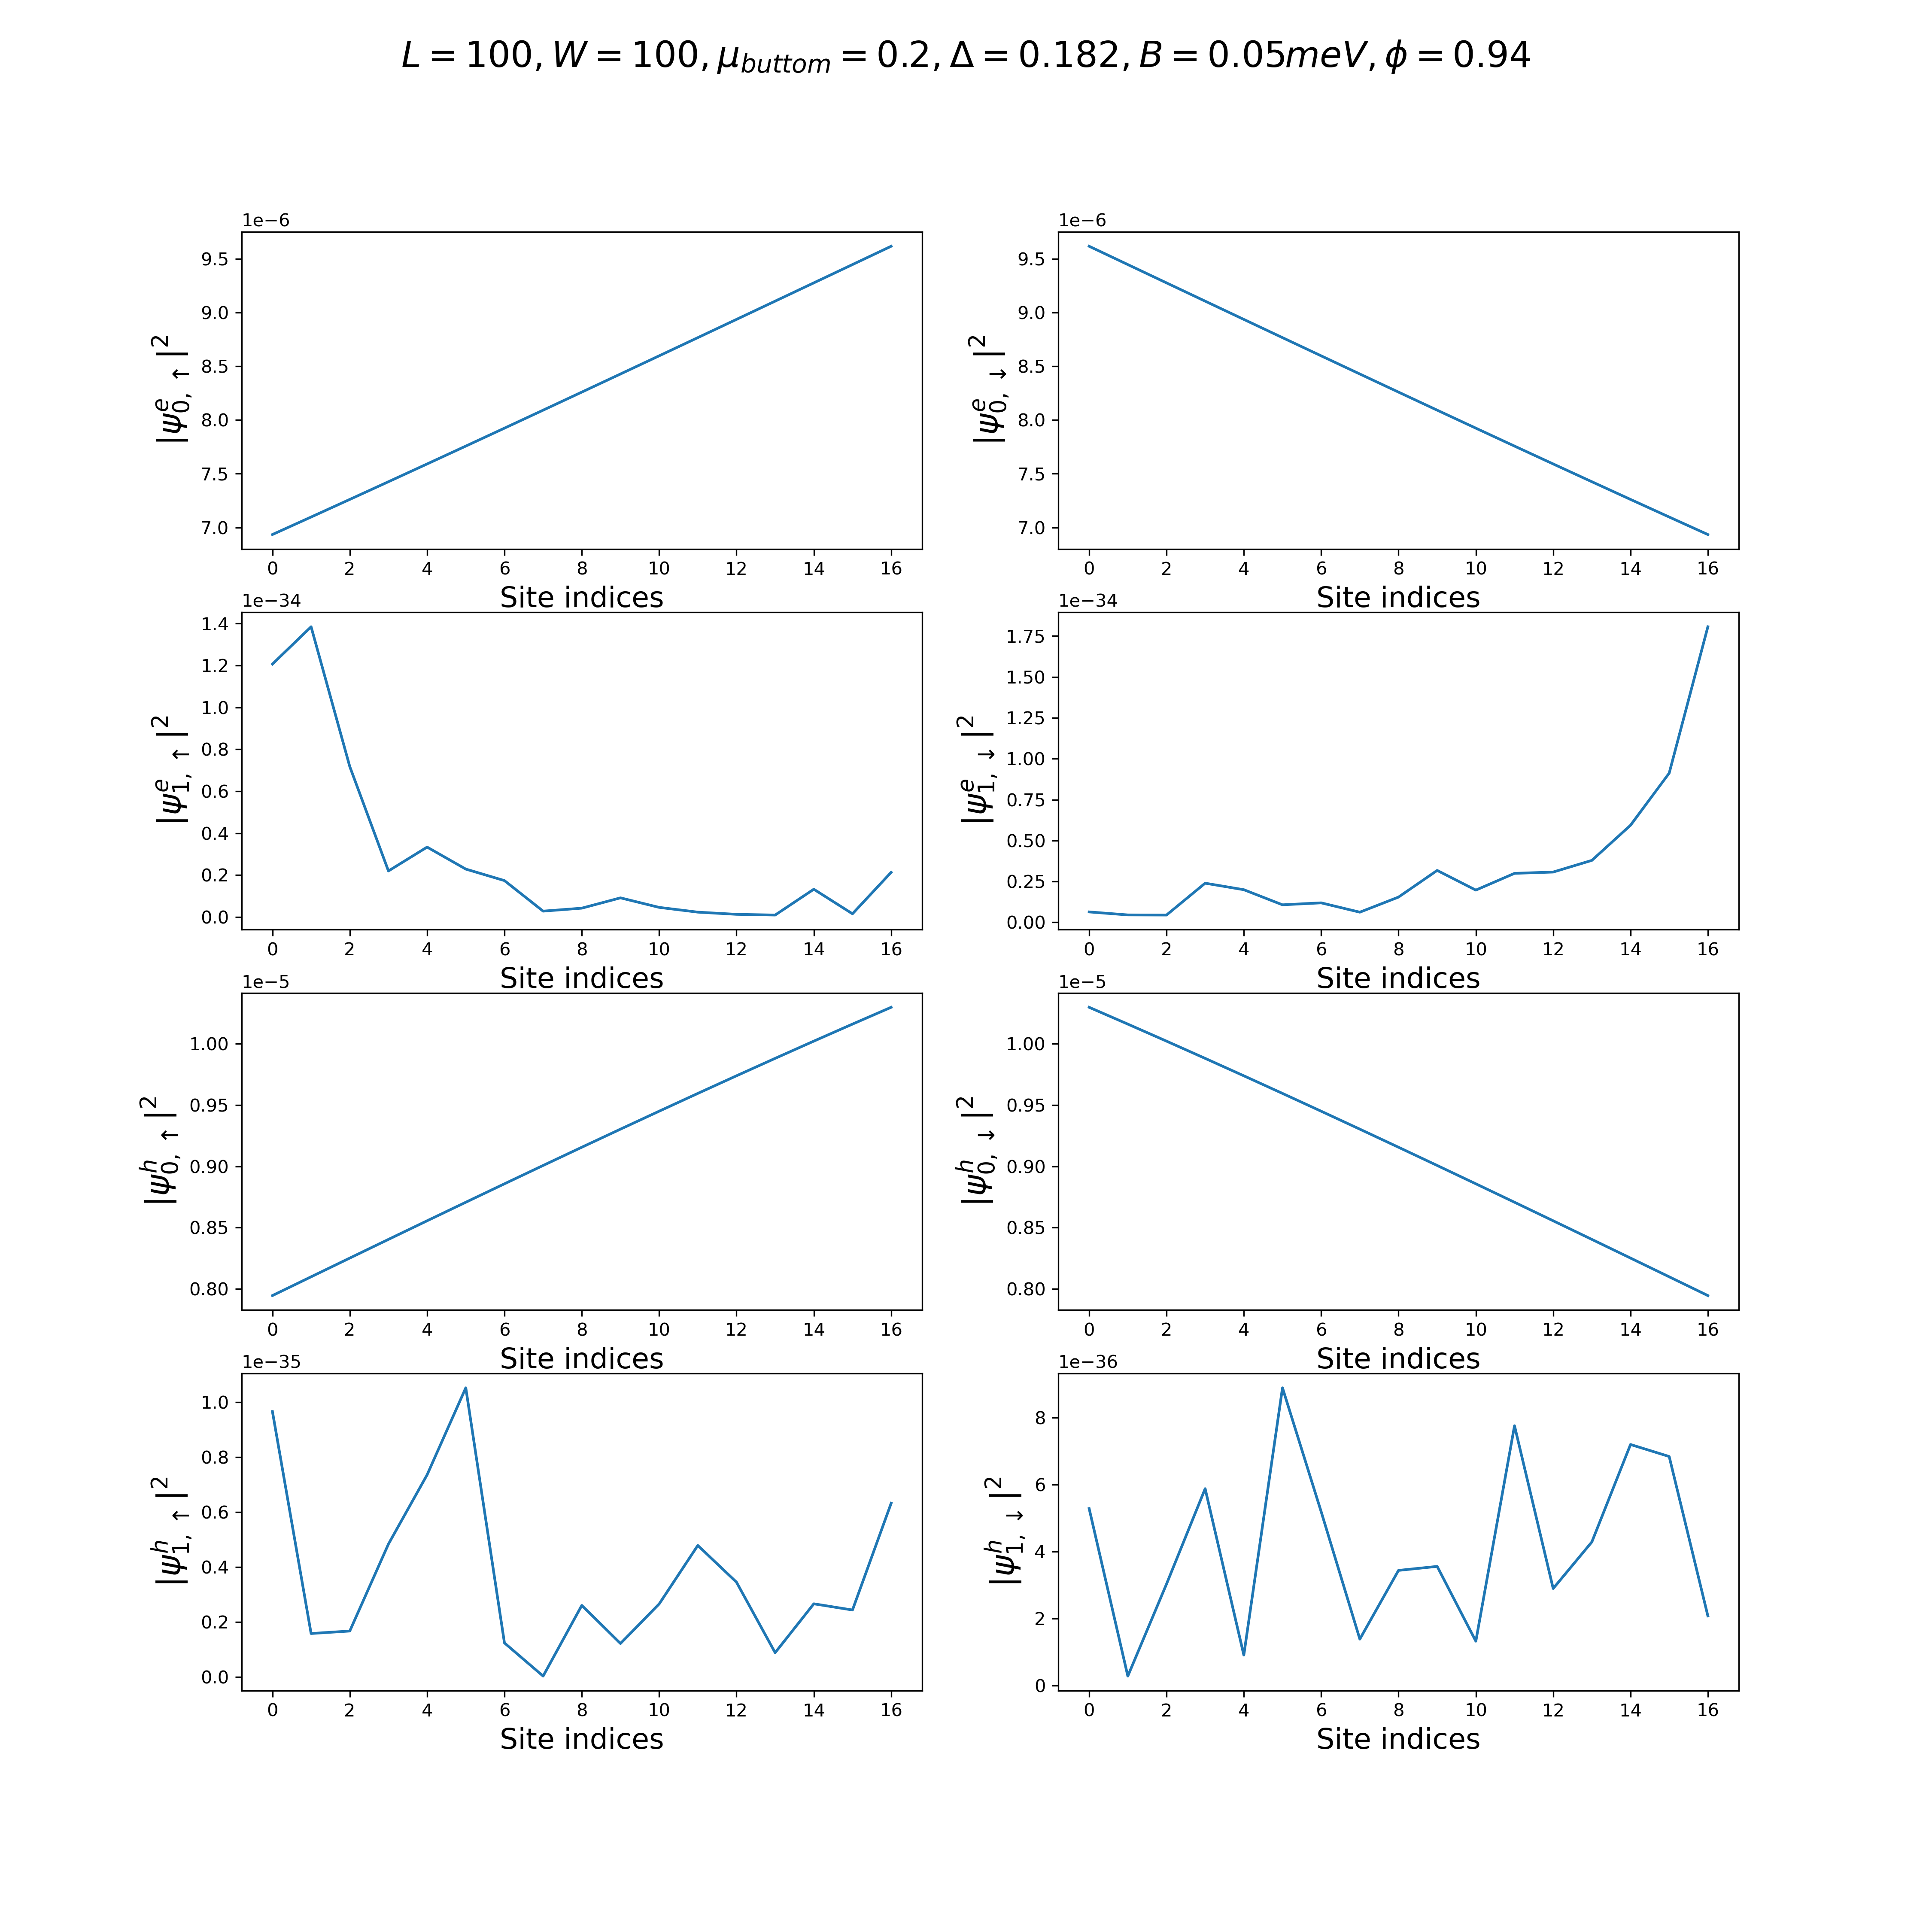 L = 100, W = 100, μ_buttom = 0.2, Δ = 0.182, B = 0.05meV, ϕ = 0.94
1e−6
|ψ^e_{0,↑}|^2
9.5
9.0
8.5
8.0
7.5
7.0
0 2 4 6 8 10 12 14 16
Site indices
1e−6
|ψ^e_{0,↓}|^2
9.5
9.0
8.5
8.0
7.5
7.0
0 2 4 6 8 10 12 14 16
Site indices
1e−34
|ψ^e_{1,↑}|^2
1.4
1.2
1.0
0.8
0.6
0.4
0.2
0.0
0 2 4 6 8 10 12 14 16
Site indices
1e−34
|ψ^e_{1,↓}|^2
1.75
1.50
1.25
1.00
0.75
0.50
0.25
0.00
0 2 4 6 8 10 12 14 16
Site indices
1e−5
|ψ^h_{0,↑}|^2
1.00
0.95
0.90
0.85
0.80
0 2 4 6 8 10 12 14 16
Site indices
1e−5
|ψ^h_{0,↓}|^2
1.00
0.95
0.90
0.85
0.80
0 2 4 6 8 10 12 14 16
Site indices
1e−35
|ψ^h_{1,↑}|^2
1.0
0.8
0.6
0.4
0.2
0.0
0 2 4 6 8 10 12 14 16
Site indices
1e−36
|ψ^h_{1,↓}|^2
8
6
4
2
0
0 2 4 6 8 10 12 14 16
Site indices